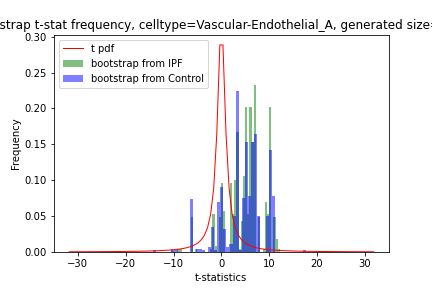 strap t-stat frequency, celltype=Vascular-Endothelial_A, generated size=
t pdf
bootstrap from IPF
bootstrap from Control
Frequency
0.30
0.25
0.20
0.15
0.10
0.05
0.00
−30 −20 −10 0 10 20 30
t-statistics